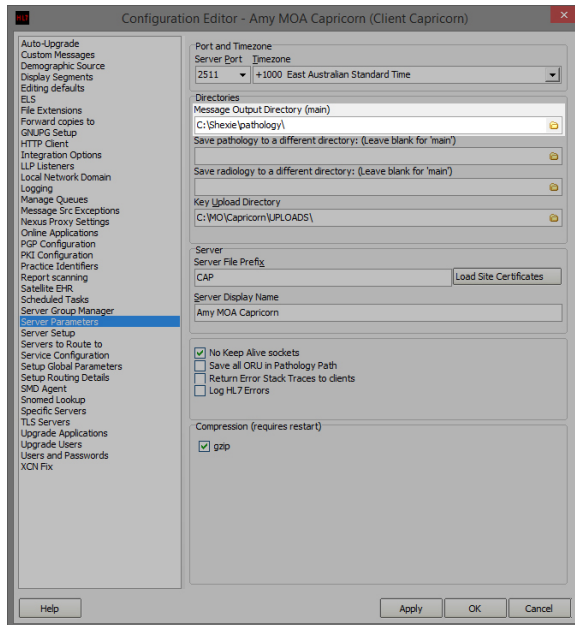 HLT
Configuration Editor - Amy MOA Capricorn (Client Capricorn)
Auto-Upgrade
Custom Messages
Demographic Source
Display Segments
Editing defaults
ELS
File Extensions
Forward copies to
GNUPG Setup
HTTP Client
Integration Options
LLP Listeners
Local Network Domain
Logging
Manage Queues
Message Src Exceptions
Nexus Proxy Settings
Online Applications
PGP Configuration
PKI Configuration
Practice Identifiers
Report scanning
Satellite EHR
Scheduled Tasks
Server Group Manager
Server Parameters
Server Setup
Servers to Route to
Service Configuration
Setup Global Parameters
Setup Routing Details
SMD Agent
Snomed Lookup
Specific Servers
TLS Servers
Upgrade Applications
Upgrade Users
Users and Passwords
XCN Fix
Port and Timezone
Server Port Timezone
2511 +1000 East Australian Standard Time
Directories
Message Output Directory (main)
C:\Shexie\pathology\
Save pathology to a different directory: (Leave blank for 'main')
Save radiology to a different directory: (Leave blank for 'main')
Key Upload Directory
C:\MO\Capricorn\UPLOADS\
Server
Server File Prefix
CAP Load Site Certificates
Server Display Name
Amy MOA Capricorn
No Keep Alive sockets
Save all ORU in Pathology Path
Return Error Stack Traces to clients
Log HL7 Errors
Compression (requires restart)
gzip
Help Apply OK Cancel